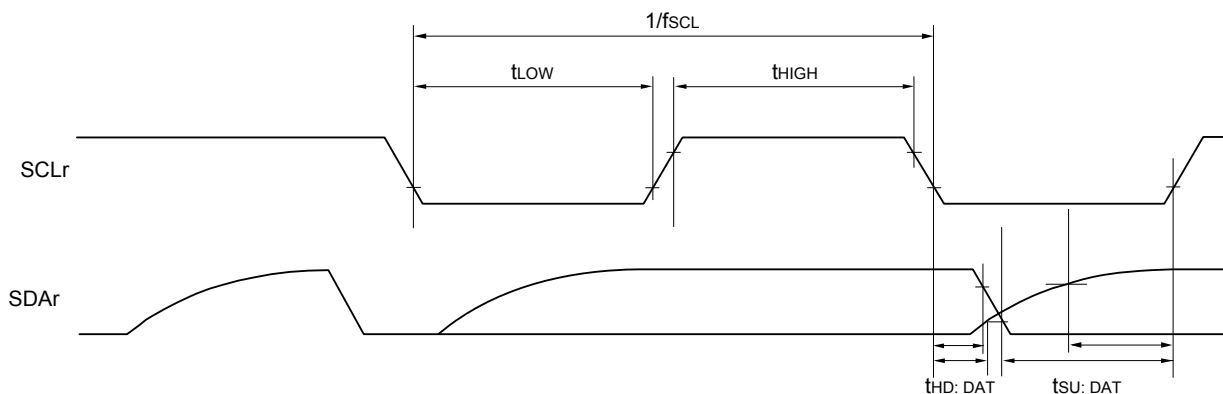 1/fSCL
tLOW
tHIGH
SCLr
SDAr
tHD: DAT
tSU: DAT